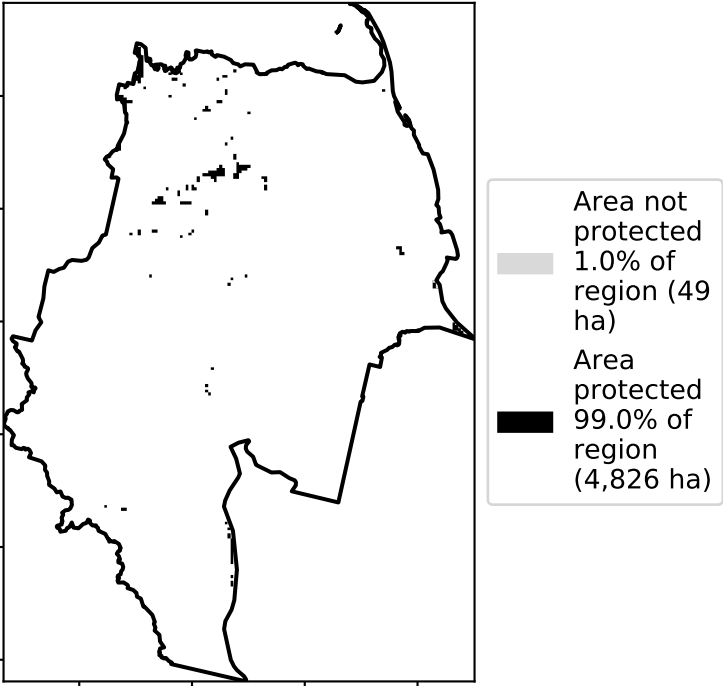 Area not
protected
1.0% of
region (49
ha)
Area
protected
99.0% of
region
(4,826 ha)